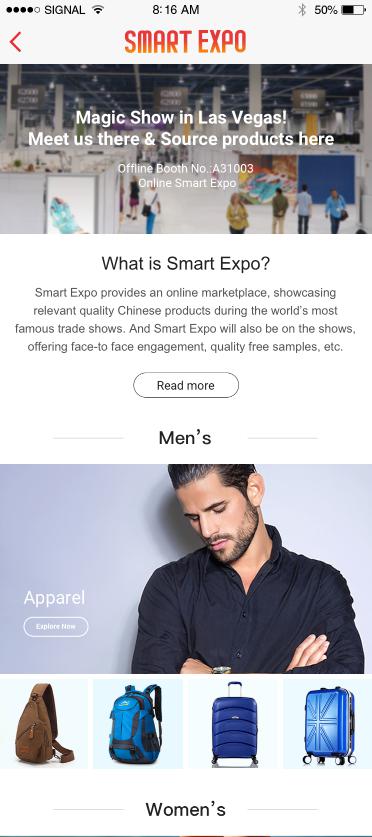 SIGNAL 8:16 AM 50%
SMART EXPO
Magic Show in Las Vegas!
Meet us there & Source products here
Offline Booth No.:A31003
Online Smart Expo
What is Smart Expo?
Smart Expo provides an online marketplace, showcasing
relevant quality Chinese products during the world's most
famous trade shows. And Smart Expo will also be on the shows,
offering face-to face engagement, quality free samples, etc.
Read more
Men's
Apparel
Explore Now
Women's